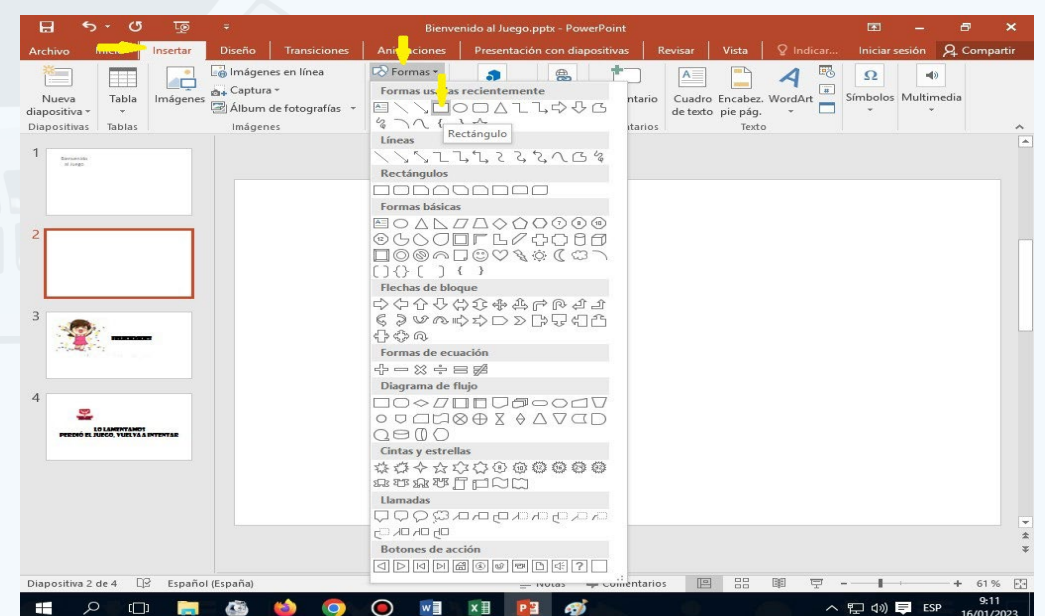 Bienvenido al Juego.pptx - PowerPoint
Archivo Insertar Diseño Transiciones Animaciones Presentación con diapositivas Revisar Vista Indicar... Iniciar sesión Compartir
Nueva diapositiva
Diapositivas
Tabla
Tablas
Imágenes
Imágenes en línea
Captura
Álbum de fotografías
Imágenes
Formas
Cuadro de texto
Encabez. pie pág.
WordArt
Texto
Símbolos
Multimedia
Formas usadas recientemente
Rectángulo
Líneas
Rectángulos
Formas básicas
Flechas de bloque
Formas de ecuación
Diagrama de flujo
Cintas y estrellas
Llamadas
Botones de acción
1
Bienvenido
al Juego
2
3
4
LO LAMENTAMOS
PERDIÓ EL JUEGO, VUELVA A INTENTAR
Diapositiva 2 de 4 Español (España) Notas Comentarios 61 %
ESP
9:11
16/01/2023